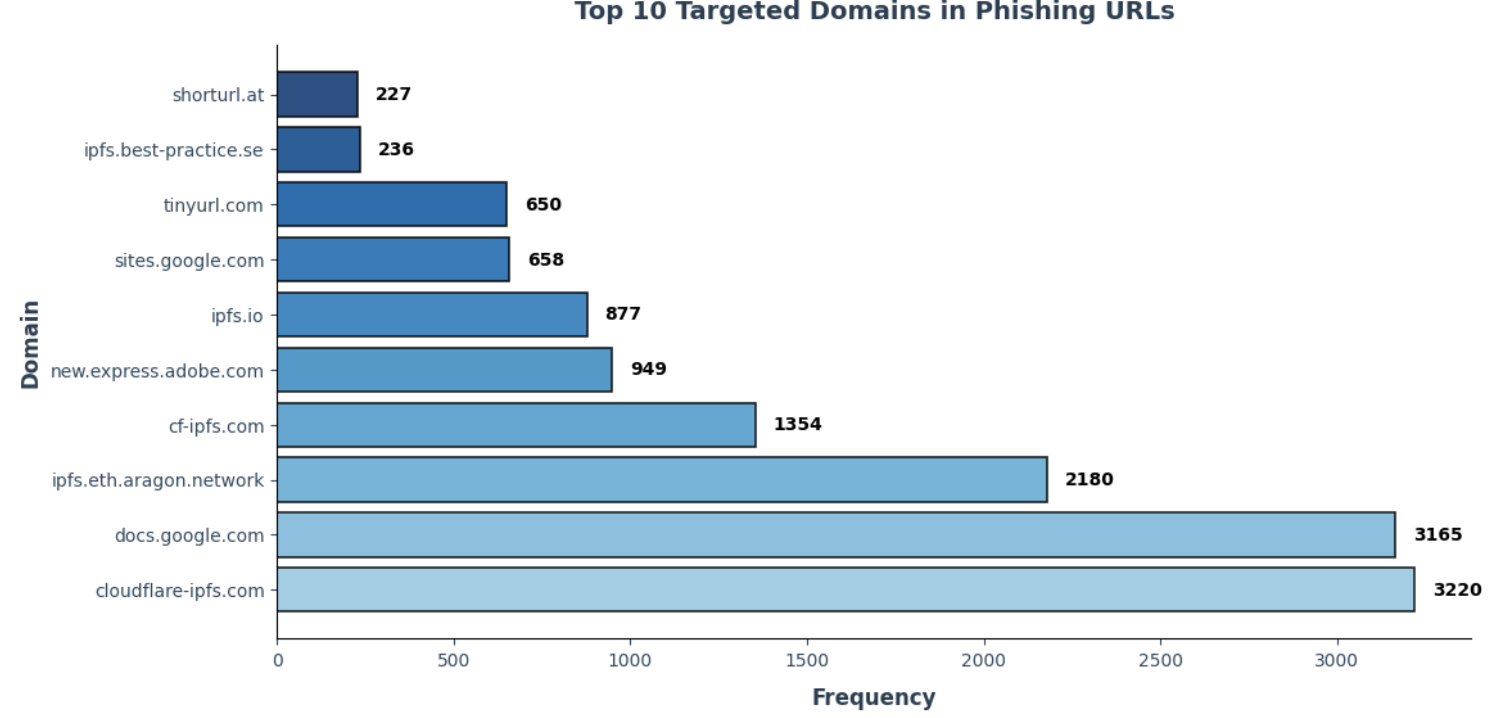 Top 10 Targeted Domains in Phishing URLs
shorturl.at 227
ipfs.best-practice.se 236
tinyurl.com 650
sites.google.com 658
ipfs.io 877
new.express.adobe.com 949
cf-ipfs.com 1354
ipfs.eth.aragon.network 2180
docs.google.com 3165
cloudflare-ipfs.com 3220
Domain
0 500 1000 1500 2000 2500 3000
Frequency